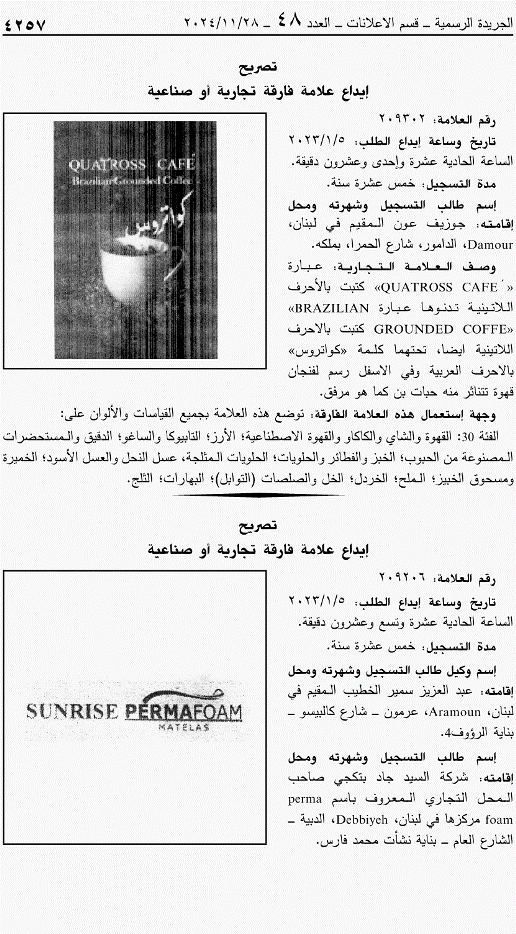 الجريدة الرسمية ـ قسم الاعلانات ـ العدد ٤٨ ـ ٢٠٢٤/١١/٢٨
٤٢٥٧
تصريح
إيداع علامة فارقة تجارية أو صناعية
رقم العلامة: ٢٠٩٣٠٢
تاريخ وساعة إيداع الطلب: ٢٠٢٣/١/٥
الساعة الحادية عشرة وإحدى وعشرون دقيقة.
مدة التسجيل: خمس عشرة سنة.
إسم طالب التسجيل وشهرته ومحل
إقامته: جوزيف عون المقيم في لبنان،
Damour، الدامور، شارع الحمرا، بملكه.
وصف العلامة التجارية: عبارة
«QUATROSS CAFE´» كتبت بالأحرف
اللاتينية تدنوها عبارة «BRAZILIAN
GROUNDED COFFE» كتبت بالاحرف
اللاتينية ايضا، تحتهما كلمة «كواتروس»
بالاحرف العربية وفي الاسفل رسم لفنجان
قهوة تتناثر منه حبات بن كما هو مرفق.
QUATROSS CAFÉ
Brazilian Grounded Coffee
كواتروس
وجهة إستعمال هذه العلامة الفارقة: توضع هذه العلامة بجميع القياسات والألوان على:
الفئة 30: القهوة والشاي والكاكاو والقهوة الاصطناعية؛ الأرز؛ التابيوكا والساغو؛ الدقيق والمستحضرات
المصنوعة من الحبوب؛ الخبز والفطائر والحلويات؛ الحلويات المثلجة، عسل النحل والعسل الأسود؛ الخميرة
ومسحوق الخبيز؛ الملح؛ الخردل؛ الخل والصلصات (التوابل)؛ البهارات؛ الثلج.
تصريح
إيداع علامة فارقة تجارية أو صناعية
رقم العلامة: ٢٠٩٢٠٦
تاريخ وساعة إيداع الطلب: ٢٠٢٣/١/٥
الساعة الحادية عشرة وتسع وعشرون دقيقة.
مدة التسجيل: خمس عشرة سنة.
إسم وكيل طالب التسجيل وشهرته ومحل
إقامته: عبد العزيز سمير الخطيب المقيم في
لبنان، Aramoun، عرمون ـ شارع كالبيسو ـ
بناية الرؤوف4.
إسم طالب التسجيل وشهرته ومحل
إقامته: شركة السيد جاد بتكجي صاحب
المحل التجاري المعروف باسم perma
foam مركزها في لبنان، Debbiyeh، الدبية ـ
الشارع العام ـ بناية نشأت محمد فارس.
SUNRISE PERMAFOAM
MATELAS